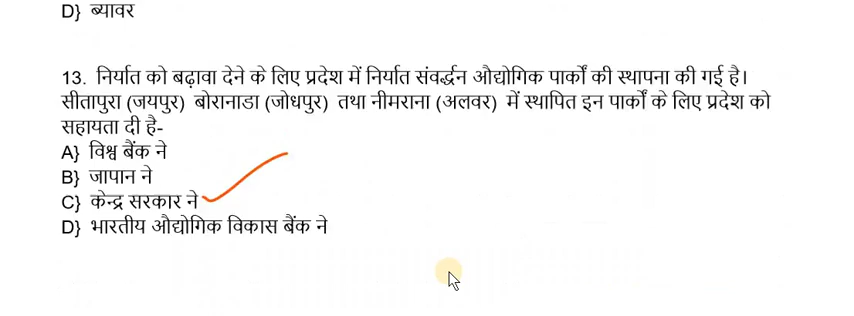 D} ब्यावर
13. निर्यात को बढ़ावा देने के लिए प्रदेश में निर्यात संवर्द्धन औद्योगिक पार्कों की स्थापना की गई है।
सीतापुरा (जयपुर) बोरानाडा (जोधपुर) तथा नीमराना (अलवर) में स्थापित इन पार्कों के लिए प्रदेश को
सहायता दी है-
A} विश्व बैंक ने
B} जापान ने
C} केन्द्र सरकार ने
D} भारतीय औद्योगिक विकास बैंक ने